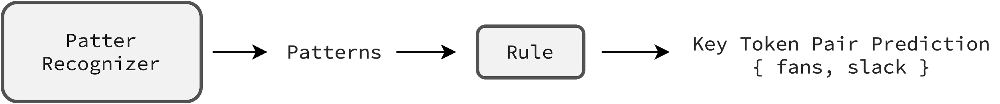 Patter
Recognizer
Patterns
Rule
Key Token Pair Prediction
{ fans, slack }